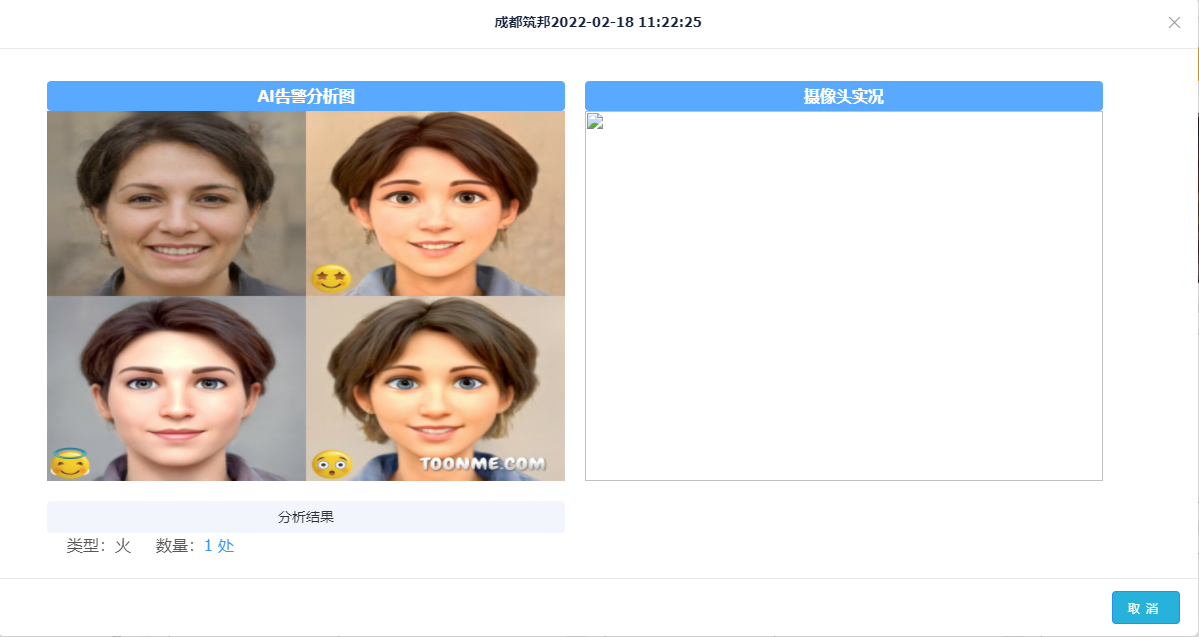 成都筑邦2022-02-18 11:22:25
AI告警分析图
摄像头实况
TOONME.COM
分析结果
类型：火 数量：1 处
取 消